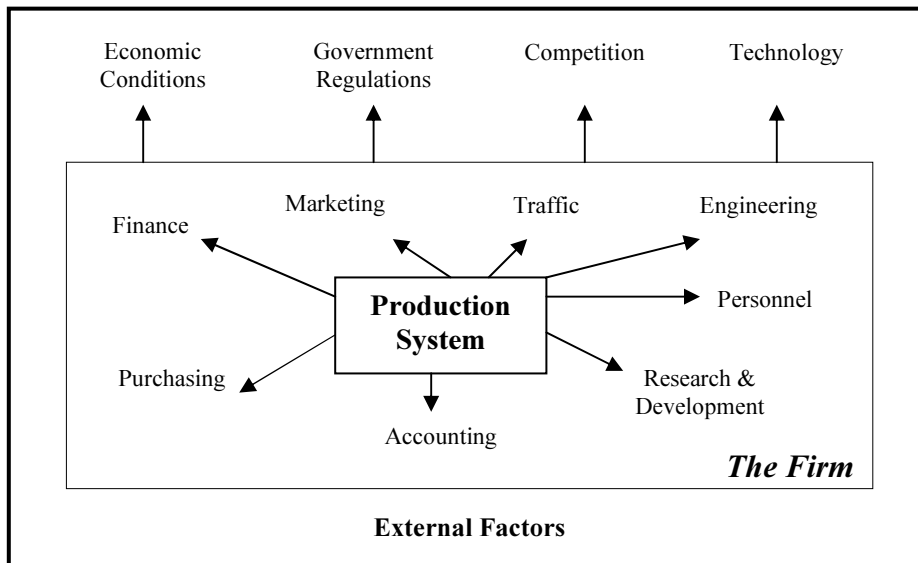 Economic
Conditions
Government
Regulations
Competition
Technology
Finance
Marketing
Traffic
Engineering
Production
System
Personnel
Purchasing
Research &
Development
Accounting
The Firm
External Factors